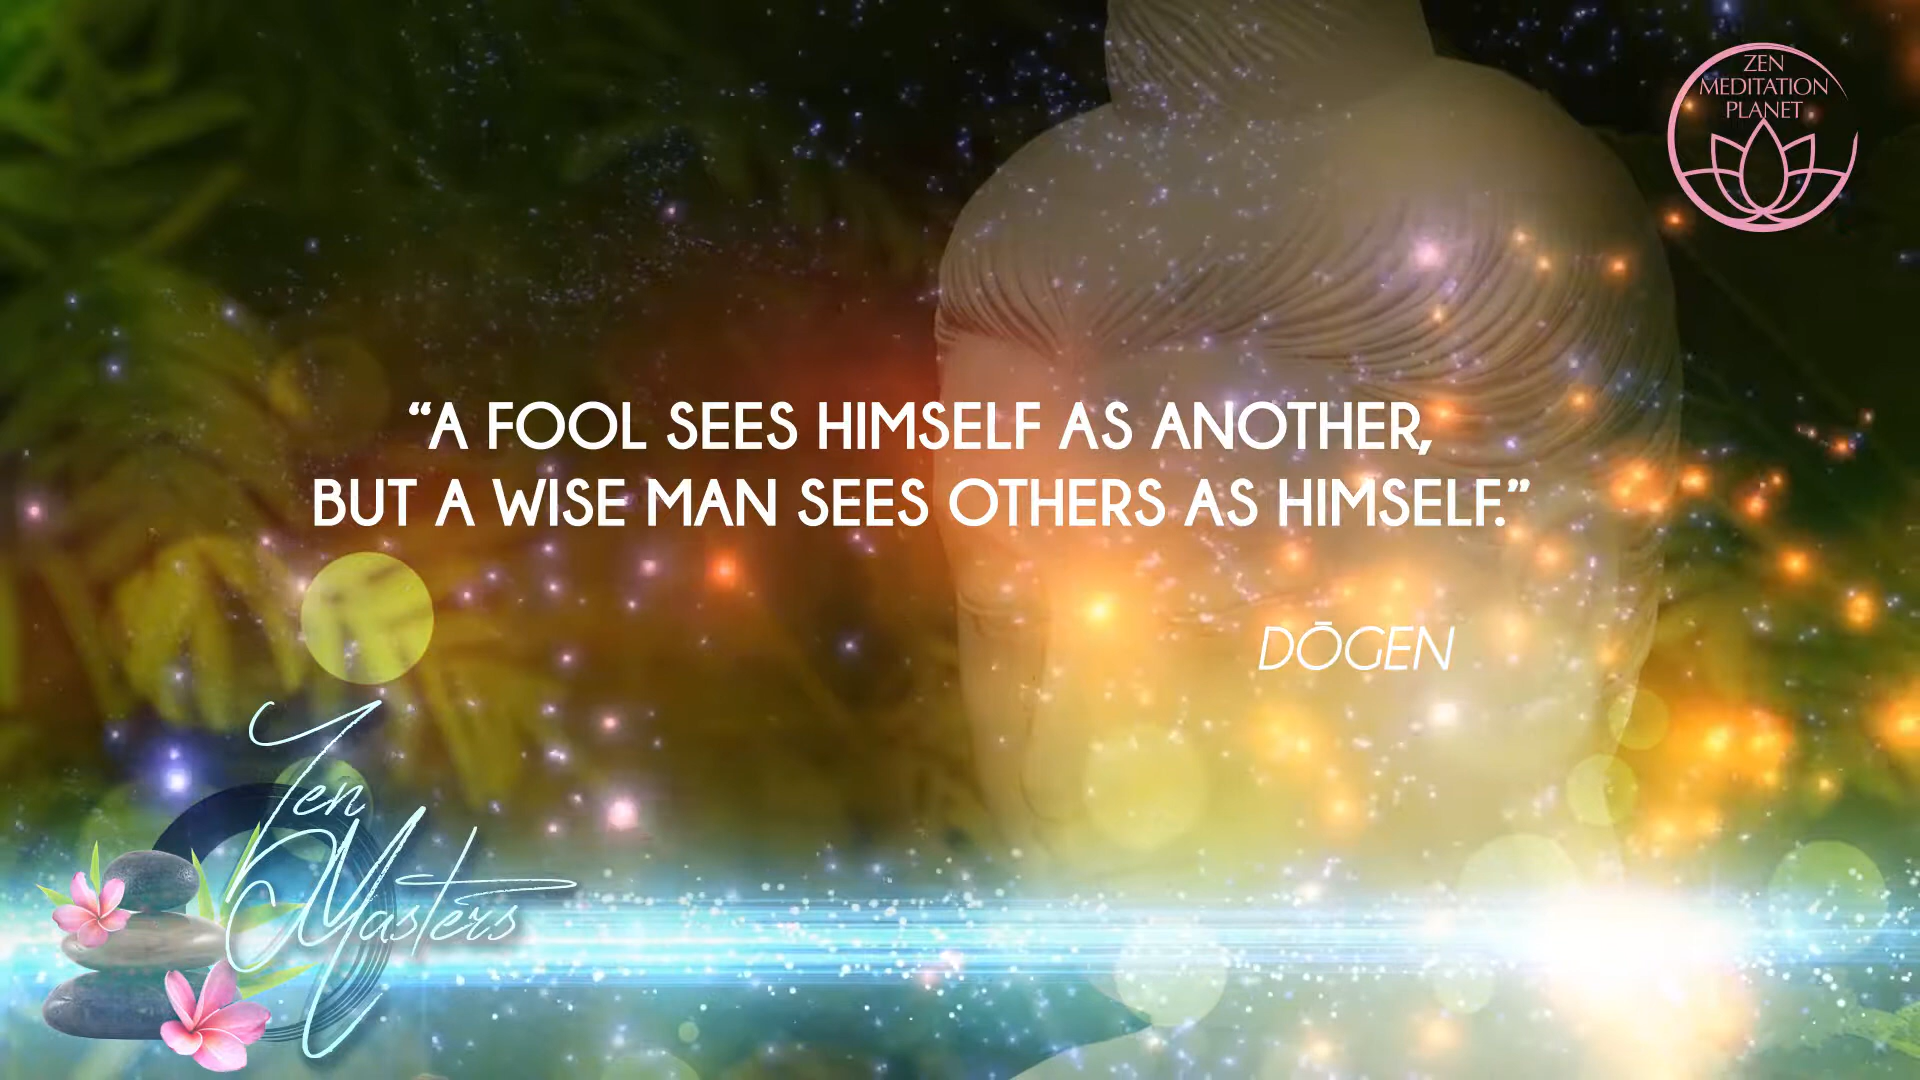 ZEN
MEDITATION
PLANET
“A FOOL SEES HIMSELF AS ANOTHER,
BUT A WISE MAN SEES OTHERS AS HIMSELF.”
DŌGEN
Zen
Masters